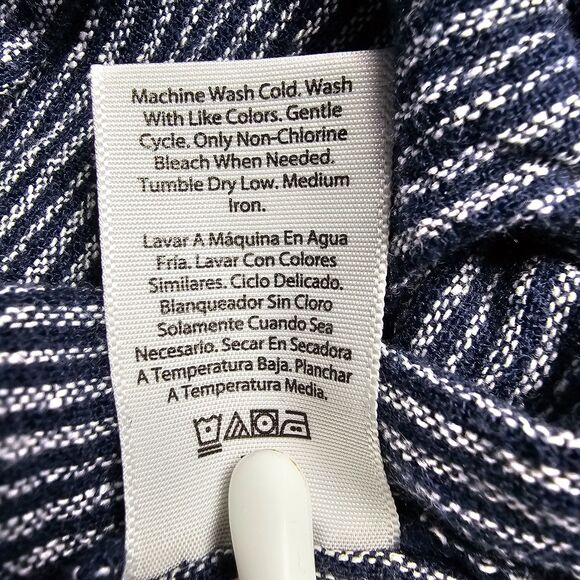 Machine Wash Cold. Wash
With Like Colors. Gentle
Cycle. Only Non-Chlorine
Bleach When Needed.
Tumble Dry Low. Medium
Iron.
Lavar A Máquina En Agua
Fría. Lavar Con Colores
Similares. Ciclo Delicado.
Blanqueador Sin Cloro
Solamente Cuando Sea
Necesario. Secar En Secadora
A Temperatura Baja. Planchar
A Temperatura Media.